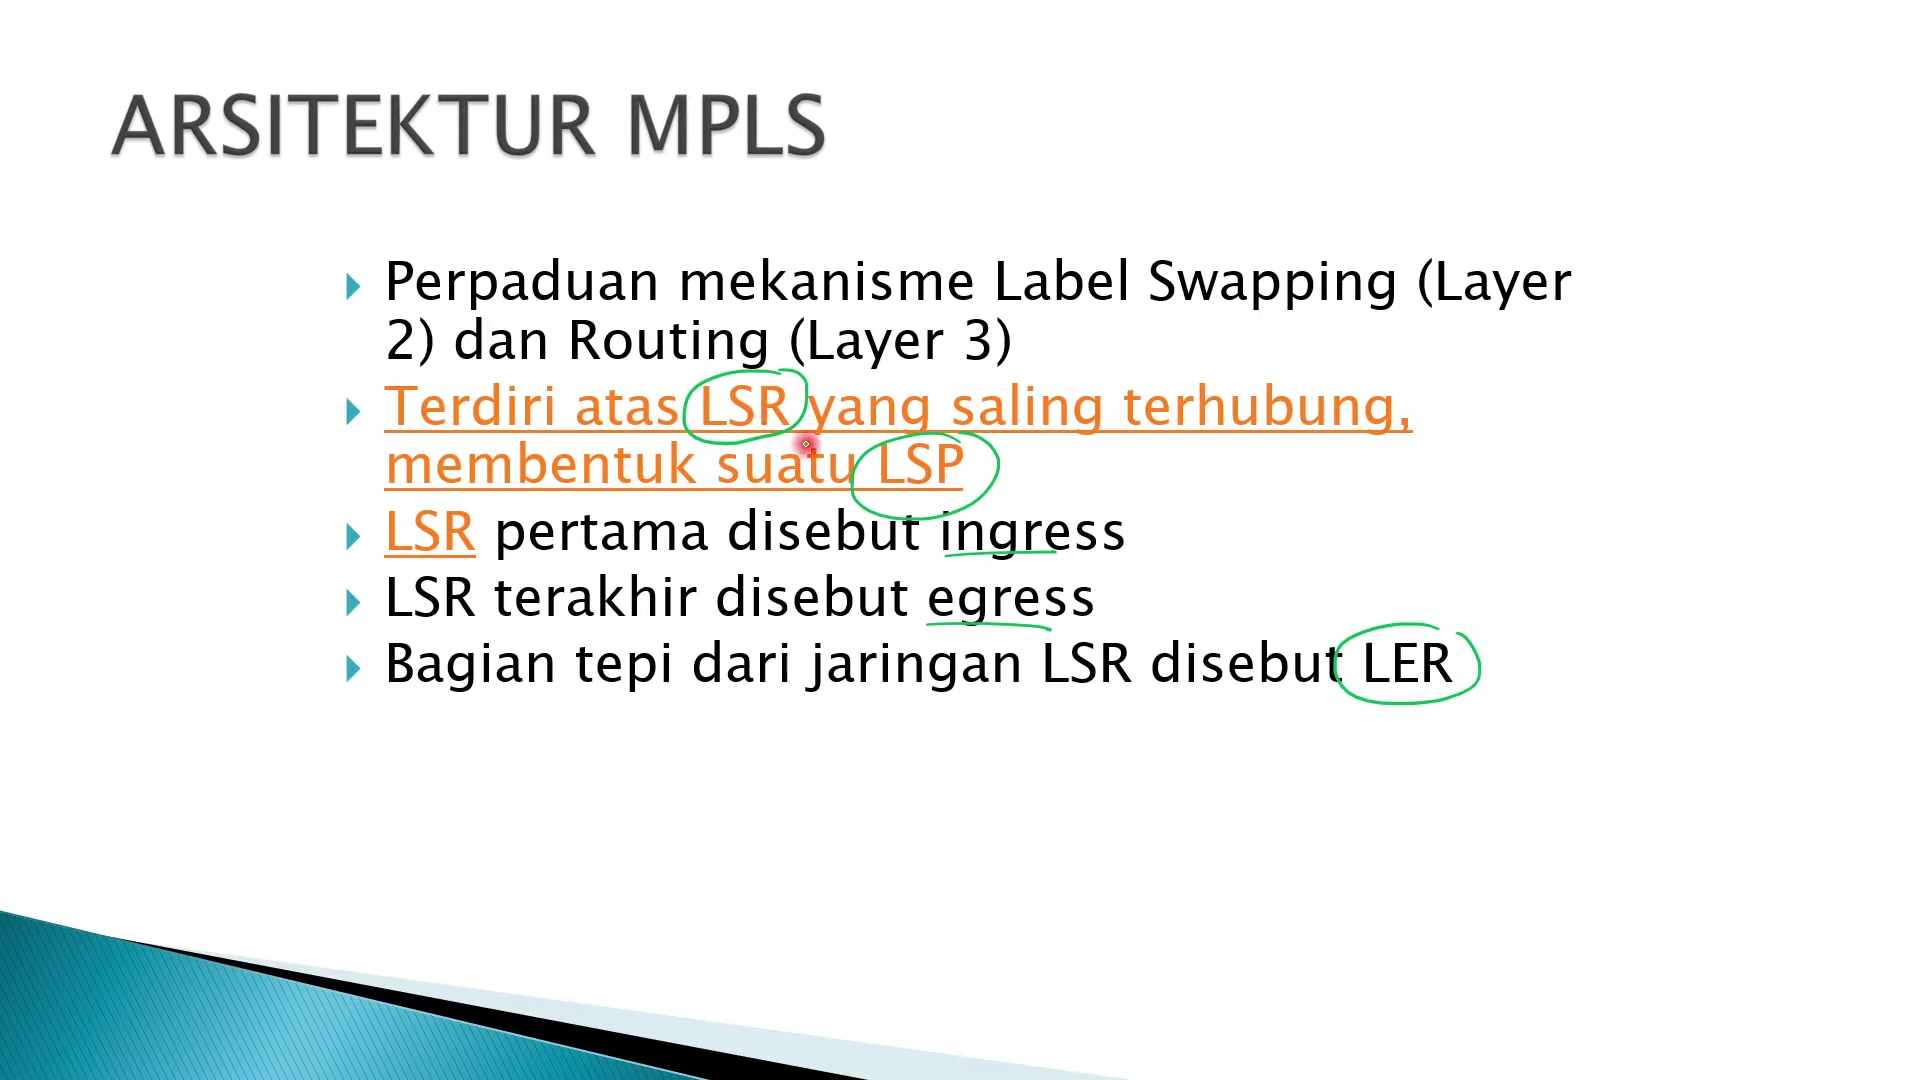 ARSITEKTUR MPLS
Perpaduan mekanisme Label Swapping (Layer
2) dan Routing (Layer 3)
Terdiri atas LSR yang saling terhubung,
membentuk suatu LSP
LSR pertama disebut ingress
LSR terakhir disebut egress
Bagian tepi dari jaringan LSR disebut LER